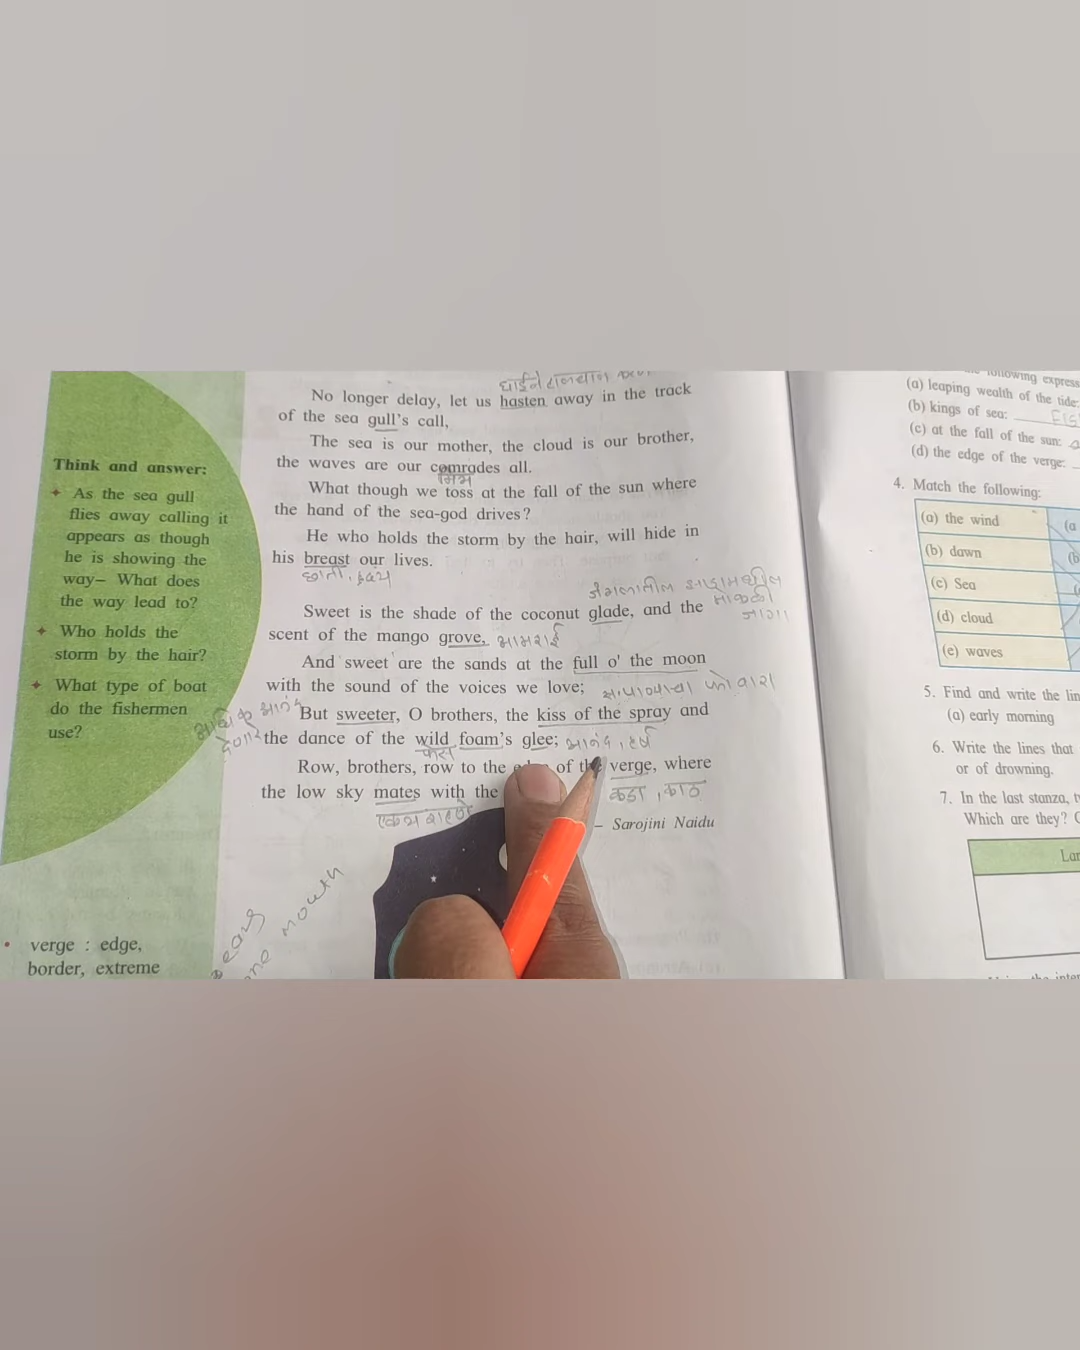 No longer delay, let us hasten away in the track
of the sea gull's call,
The sea is our mother, the cloud is our brother,
the waves are our comrades all.
मित्र
What though we toss at the fall of the sun where
the hand of the sea-god drives?
He who holds the storm by the hair, will hide in
his breast our lives.
छाती, हृदय
Sweet is the shade of the coconut glade, and the
मोकळी
जागा
scent of the mango grove, आमराई
And sweet are the sands at the full o' the moon
with the sound of the voices we love;
But sweeter, O brothers, the kiss of the spray and
the dance of the wild foam's glee; आनंद, हर्ष
फेस
Row, brothers, row to the of the verge, where
the low sky mates with the
कडा, काठ
– Sarojini Naidu
Think and answer:
As the sea gull
flies away calling it
appears as though
he is showing the
way– What does
the way lead to?
Who holds the
storm by the hair?
What type of boat
do the fishermen
use?
• verge : edge,
border, extreme
mouth
following express
(a) leaping wealth of the tide:
(b) kings of sea:
(c) at the fall of the sun:
(d) the edge of the verge:
4. Match the following:
(a) the wind (a
(b) dawn (b
(c) Sea
(d) cloud
(e) waves
5. Find and write the
(a) early morning
6. Write the lines that
or of drowning.
7. In the last stanza,
Which are they?